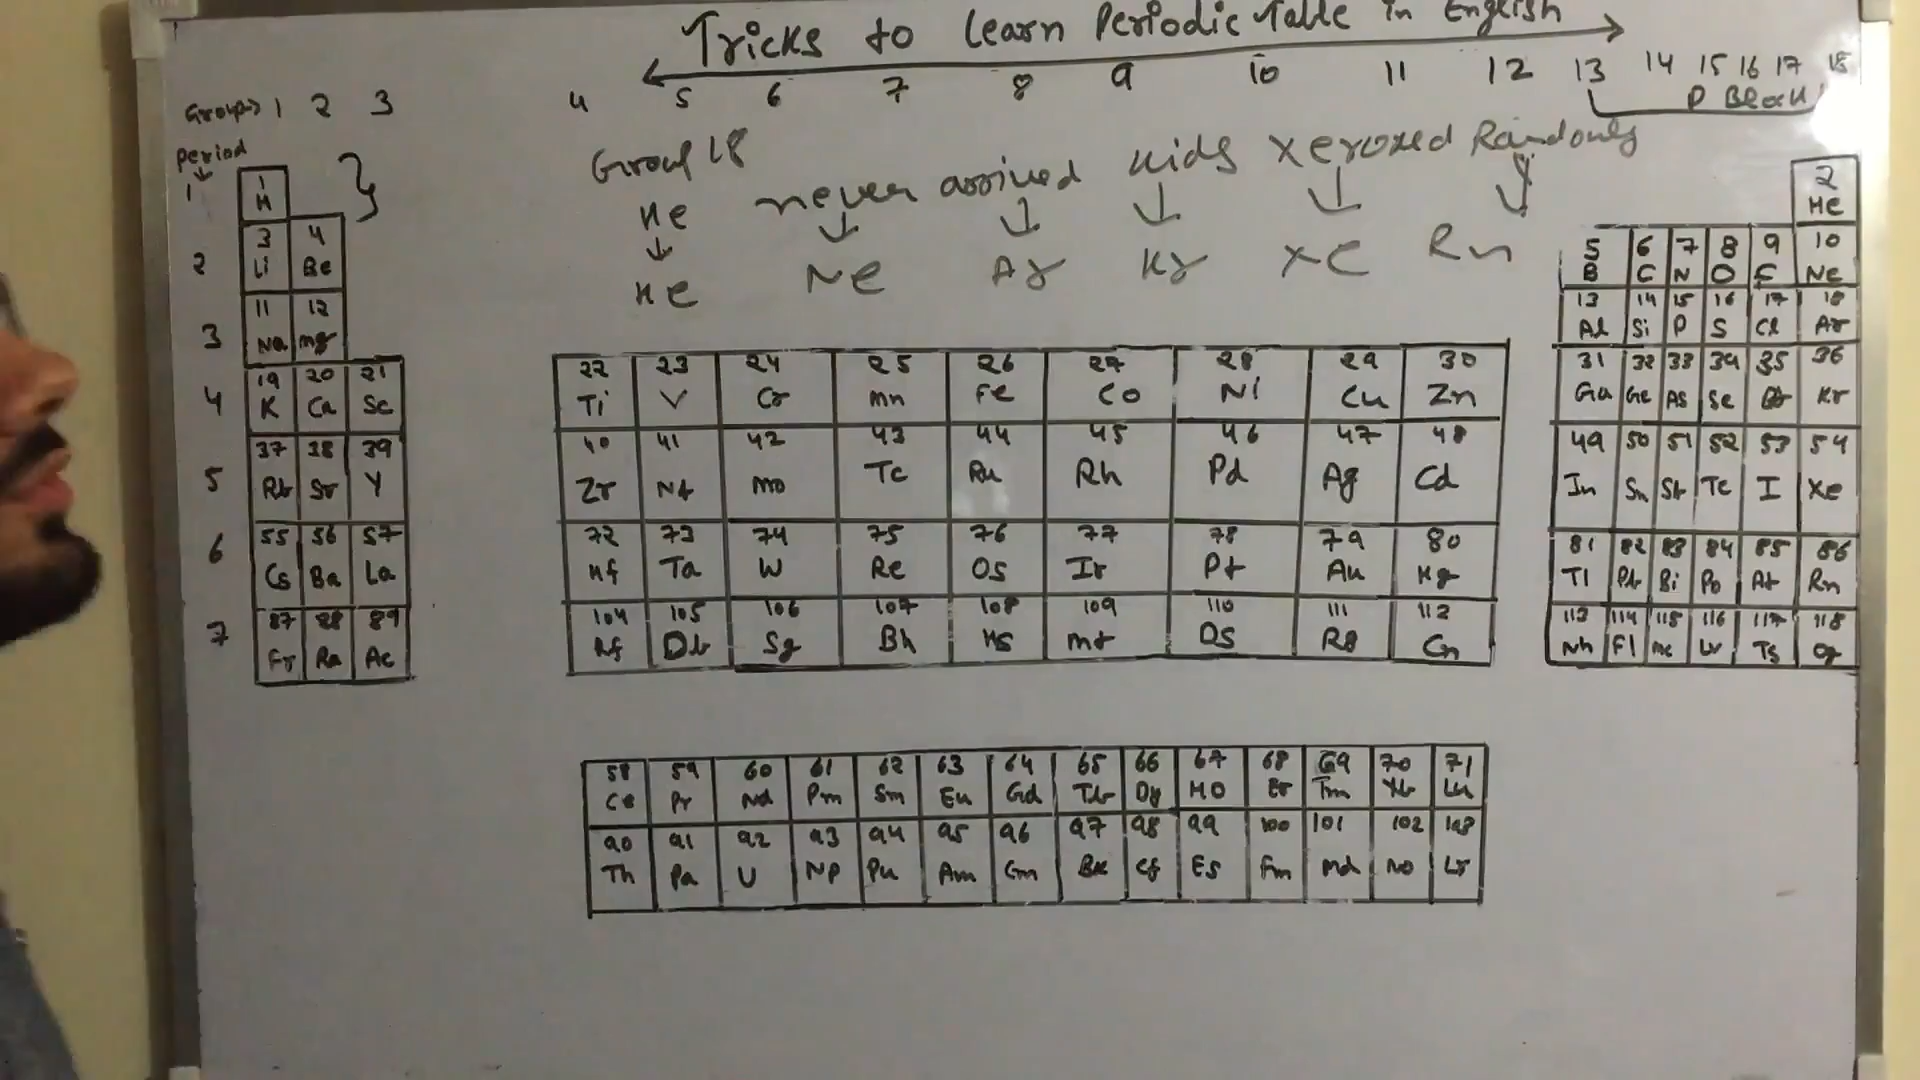 Tricks to learn Periodic Table in English
4 5 6 7 8 9 10 11 12 13 14 15 16 17 18
Groups 1 2 3
P Block
Group 18
Period
He never arrived kids xeroxed Randomly
He Ne Ar Kr Xe Rn
1 2 3 4 5 6 7
1 H
2 He
3 Li 4 Be
5 B 6 C 7 N 8 O 9 F 10 Ne
11 Na 12 mg
13 Al 14 Si 15 P 16 S 17 Cl 18 Ar
19 K 20 Ca 21 Sc 22 Ti 23 V 24 Cr 25 mn 26 Fe 27 Co 28 Ni 29 Cu 30 Zn 31 Ga 32 Ge 33 As 34 Se 35 Br 36 Kr
37 Rb 38 Sr 39 Y 40 Zr 41 Nb 42 mo 43 Tc 44 Ru 45 Rh 46 Pd 47 Ag 48 Cd 49 In 50 Sn 51 Sb 52 Te 53 I 54 Xe
55 Cs 56 Ba 57 La 72 Hf 73 Ta 74 W 75 Re 76 Os 77 Ir 78 Pt 79 Au 80 Hg 81 Tl 82 Pb 83 Bi 84 Po 85 At 86 Rn
87 Fr 88 Ra 89 Ac 104 Rf 105 Db 106 Sg 107 Bh 108 Hs 109 mt 110 Ds 111 Rg 112 Cn 113 Nh 114 Fl 115 mc 116 Lv 117 Ts 118 Og
58 Ce 59 Pr 60 Nd 61 Pm 62 Sm 63 Eu 64 Gd 65 Tb 66 Dy 67 Ho 68 Er 69 Tm 70 Yb 71 Lu
90 Th 91 Pa 92 U 93 Np 94 Pu 95 Am 96 Cm 97 Bk 98 Cf 99 Es 100 Fm 101 Md 102 No 103 Lr